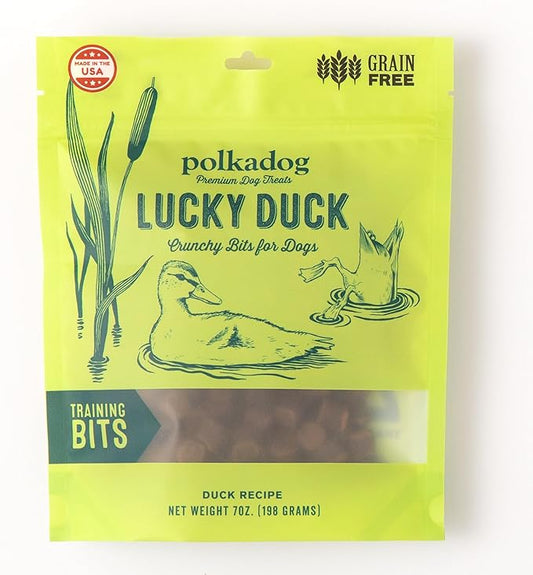 MADE IN THE
USA
GRAIN
FREE
polkadog
Premium Dog Treats
LUCKY DUCK
Crunchy Bits for Dogs
TRAINING
BITS
DUCK RECIPE
NET WEIGHT 7OZ. (198 GRAMS)